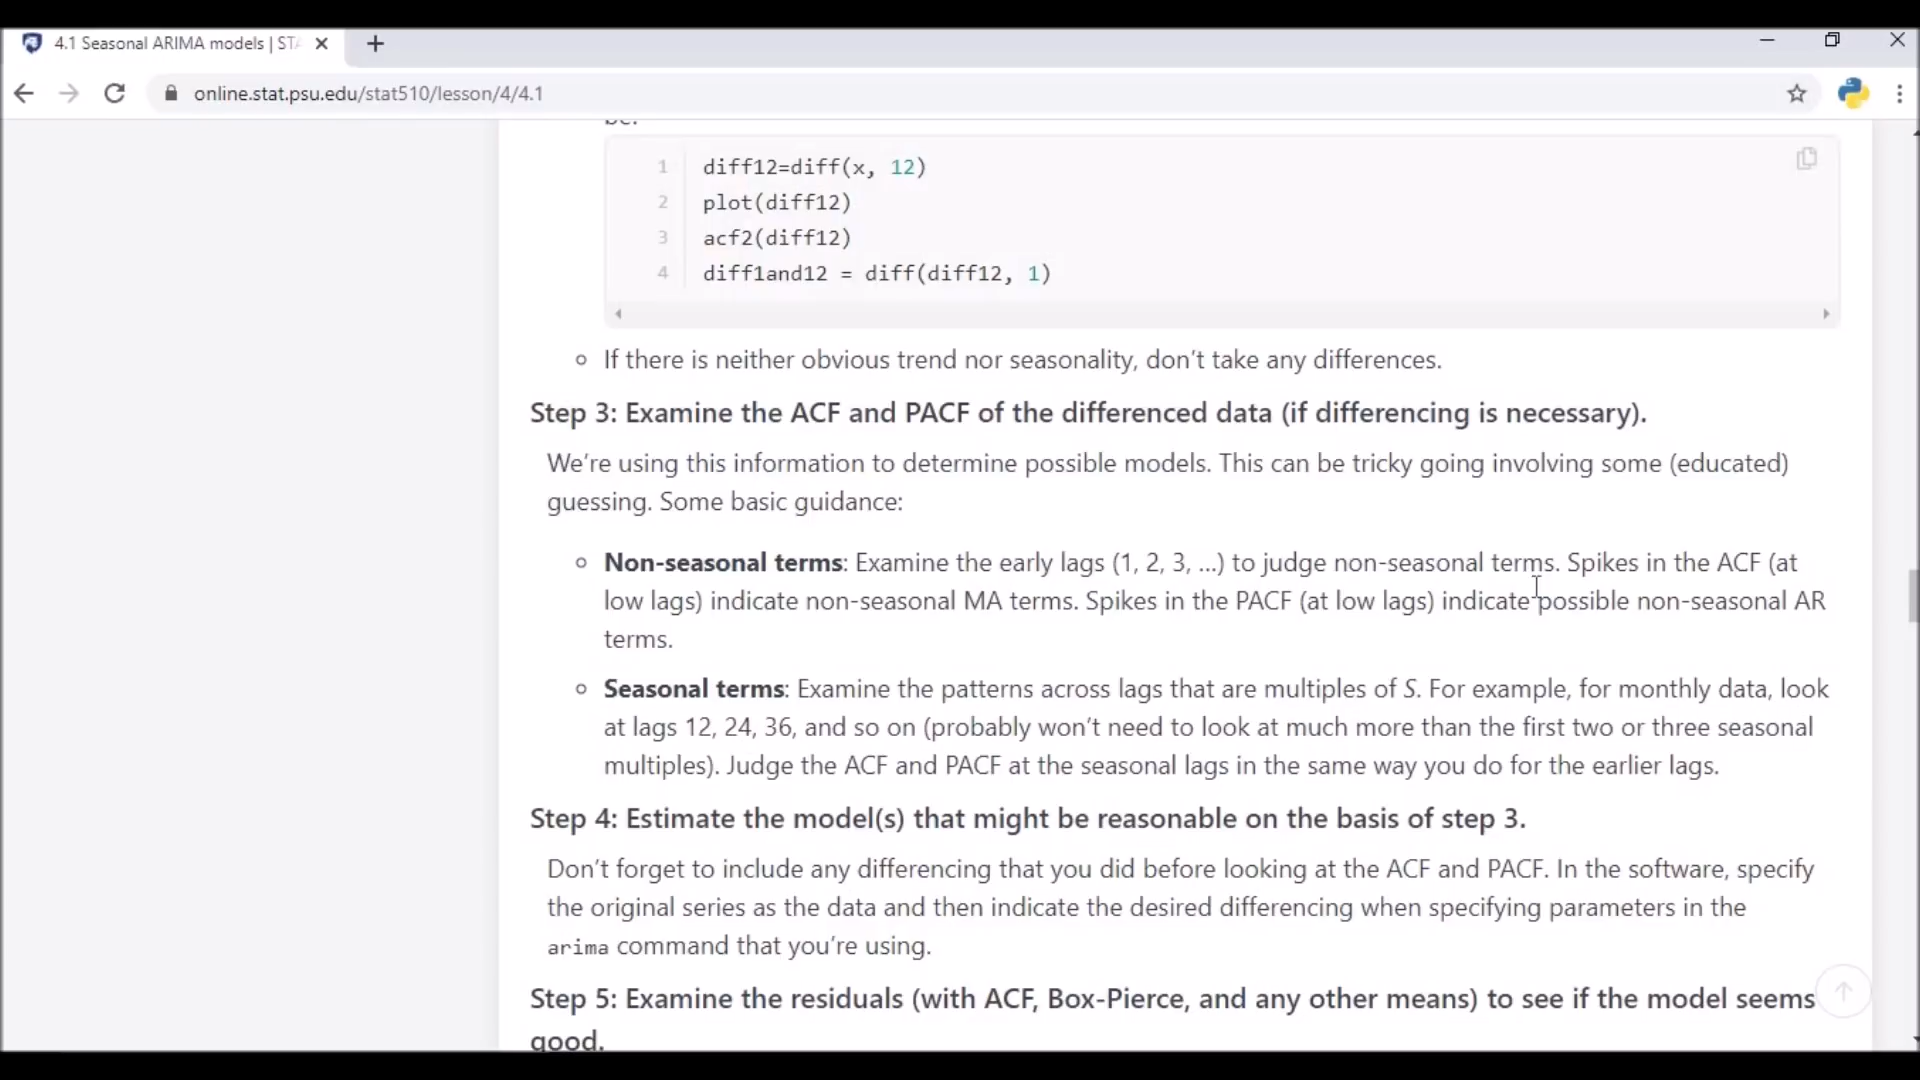 4.1 Seasonal ARIMA models | STA
online.stat.psu.edu/stat510/lesson/4/4.1
be:
1 diff12=diff(x, 12)
2 plot(diff12)
3 acf2(diff12)
4 diff1and12 = diff(diff12, 1)
If there is neither obvious trend nor seasonality, don’t take any differences.
Step 3: Examine the ACF and PACF of the differenced data (if differencing is necessary).
We’re using this information to determine possible models. This can be tricky going involving some (educated)
guessing. Some basic guidance:
Non-seasonal terms: Examine the early lags (1, 2, 3, …) to judge non-seasonal terms. Spikes in the ACF (at
low lags) indicate non-seasonal MA terms. Spikes in the PACF (at low lags) indicate possible non-seasonal AR
terms.
Seasonal terms: Examine the patterns across lags that are multiples of S. For example, for monthly data, look
at lags 12, 24, 36, and so on (probably won’t need to look at much more than the first two or three seasonal
multiples). Judge the ACF and PACF at the seasonal lags in the same way you do for the earlier lags.
Step 4: Estimate the model(s) that might be reasonable on the basis of step 3.
Don’t forget to include any differencing that you did before looking at the ACF and PACF. In the software, specify
the original series as the data and then indicate the desired differencing when specifying parameters in the
arima command that you’re using.
Step 5: Examine the residuals (with ACF, Box-Pierce, and any other means) to see if the model seems
good.